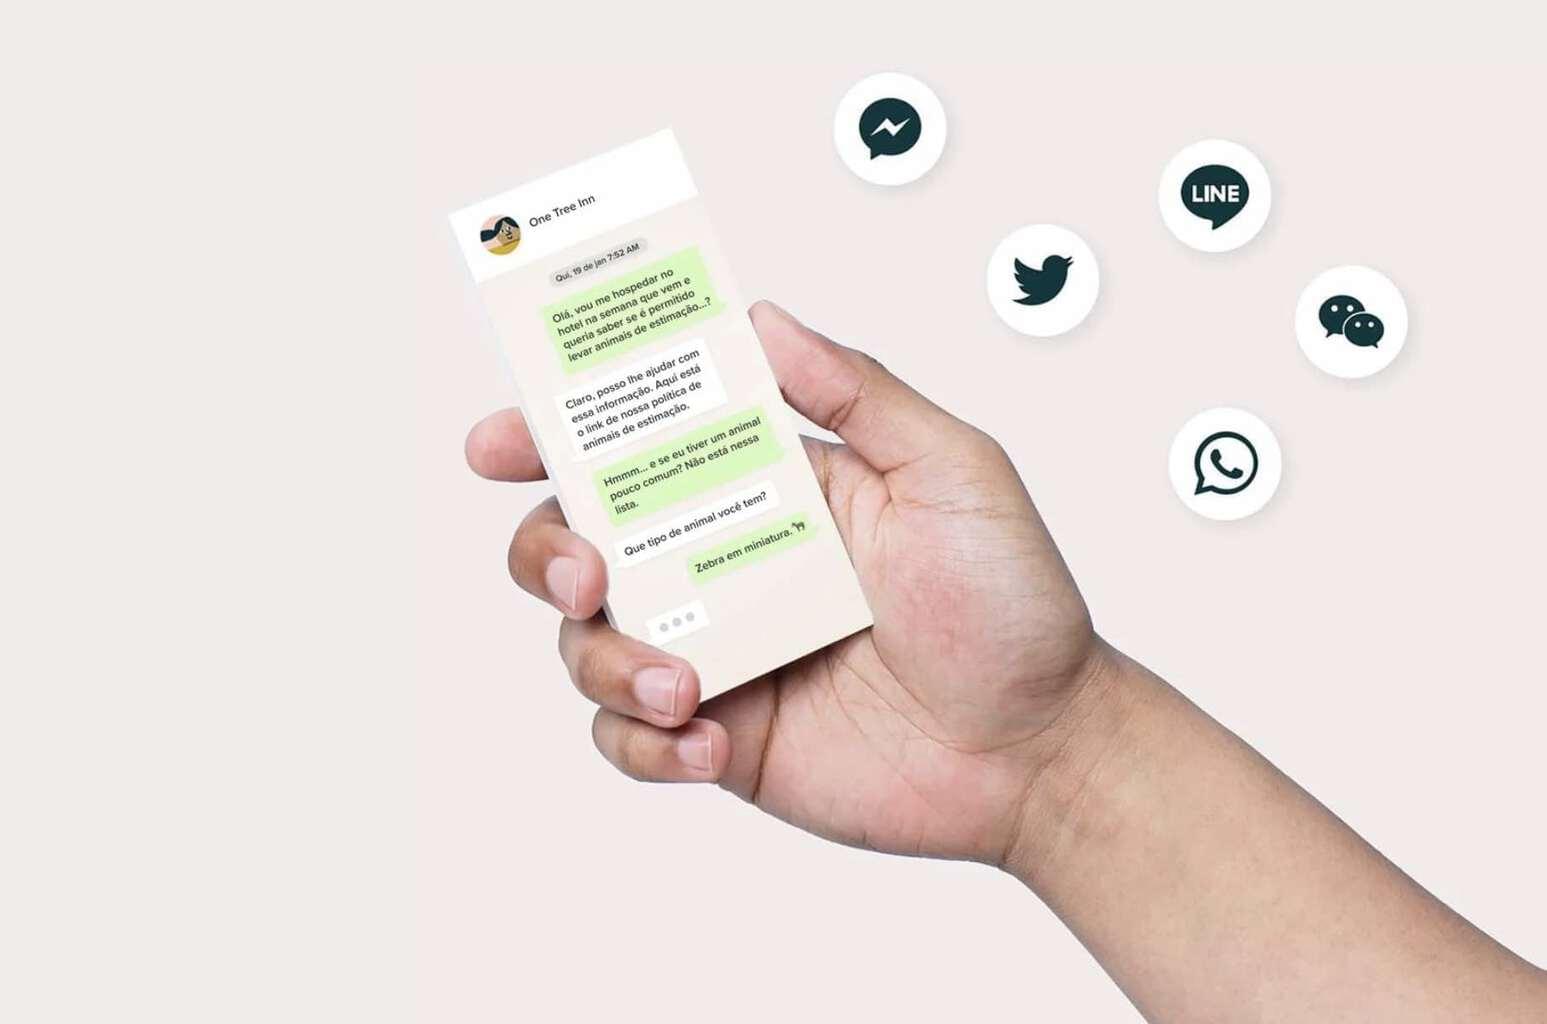 One Tree Inn
Qui, 19 de jan 7:52 AM
Olá, vou me hospedar no
hotel na semana que vem e
queria saber se é permitido
levar animais de estimação...?
Claro, posso lhe ajudar com
essa informação. Aqui está
o link de nossa política de
animais de estimação.
Hmmm... e se eu tiver um animal
pouco comum? Não está nessa
lista.
Que tipo de animal você tem?
Zebra em miniatura.
LINE